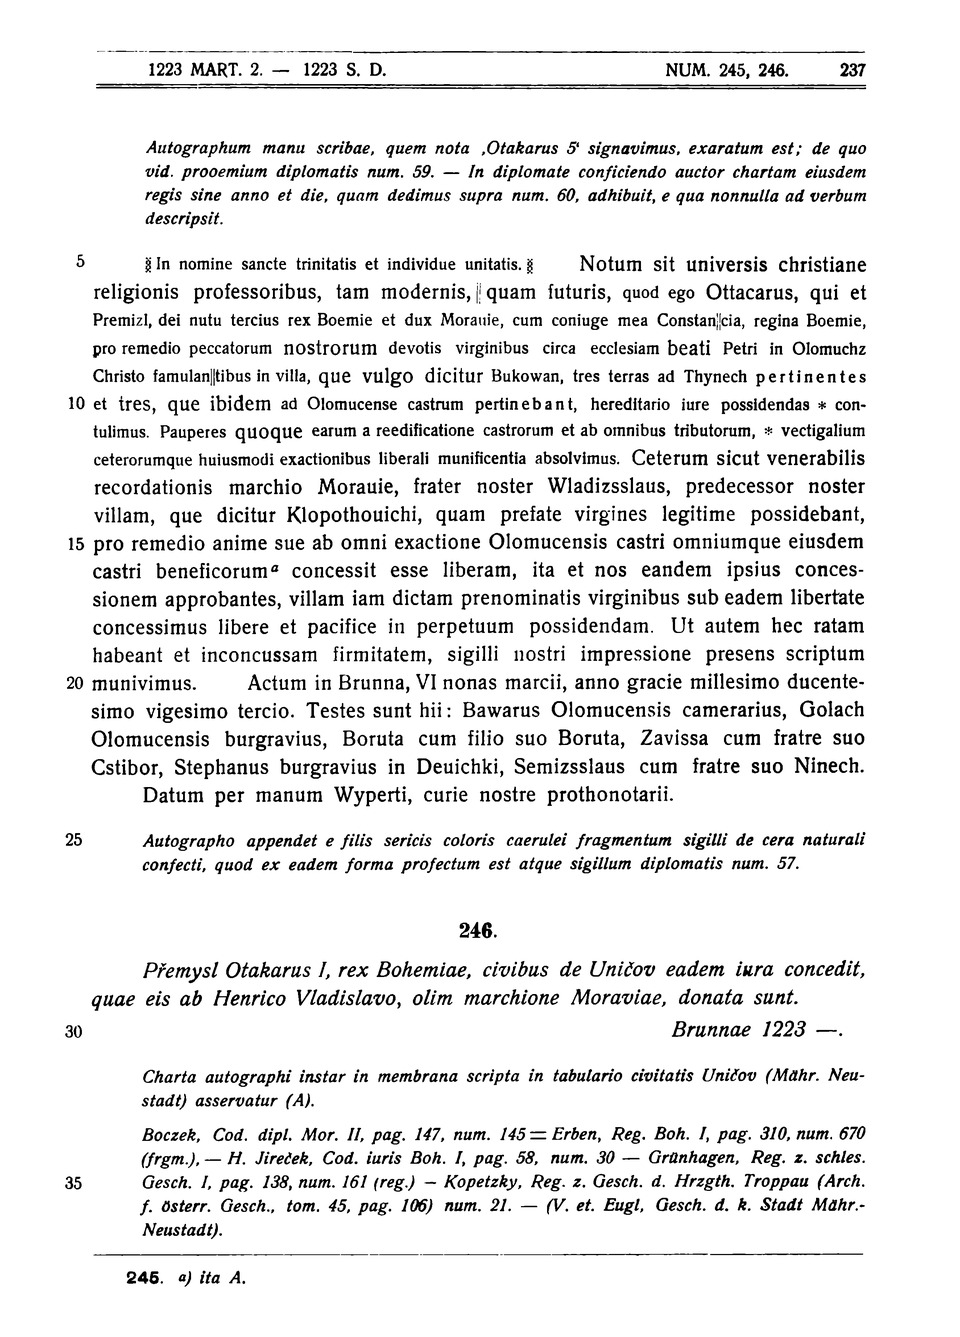 1223 MART. 2. — 1223 S. D. NUM. 245, 246. 237
Autographum manu scribae, quem nota ‚Otakarus 5‘ signavimus, exaratum est; de quo
vid. prooemium diplomatis num. 59. — In diplomate conficiendo auctor chartam eiusdem
regis sine anno et die, quam dedimus supra num. 60, adhibuit, e qua nonnulla ad verbum
descripsit.
5 § In nomine sancte trinitatis et individue unitatis. § Notum sit universis christiane
religionis professoribus, tam modernis, || quam futuris, quod ego Ottacarus, qui et
Premizl, dei nutu tercius rex Boemie et dux Morauie, cum coniuge mea Constan||cia, regina Boemie,
pro remedio peccatorum nostrorum devotis virginibus circa ecclesiam beati Petri in Olomuchz
Christo famulan||tibus in villa, que vulgo dicitur Bukowan, tres terras ad Thynech pertinentes
10 et tres, que ibidem ad Olomucense castrum pertinebant, hereditario iure possidendas * con-
tulimus. Pauperes quoque earum a reedificatione castrorum et ab omnibus tributorum, * vectigalium
ceterorumque huiusmodi exactionibus liberali munificentia absolvimus. Ceterum sicut venerabilis
recordationis marchio Morauie, frater noster Wladizsslaus, predecessor noster
villam, que dicitur Klopothouichi, quam prefate virgines legitime possidebant,
15 pro remedio anime sue ab omni exactione Olomucensis castri omniumque eiusdem
castri beneficorum a concessit esse liberam, ita et nos eandem ipsius conces-
sionem approbantes, villam iam dictam prenominatis virginibus sub eadem libertate
concessimus libere et pacifice in perpetuum possidendam. Ut autem hec ratam
habeant et inconcussam firmitatem, sigilli nostri impressione presens scriptum
20 munivimus. Actum in Brunna, VI nonas marcii, anno gracie millesimo ducente-
simo vigesimo tercio. Testes sunt hii: Bawarus Olomucensis camerarius, Golach
Olomucensis burgravius, Boruta cum filio suo Boruta, Zavissa cum fratre suo
Cstibor, Stephanus burgravius in Deuichki, Semizsslaus cum fratre suo Ninech.
Datum per manum Wyperti, curie nostre prothonotarii.
25 Autographo appendet e filis sericis coloris caerulei fragmentum sigilli de cera naturali
confecti, quod ex eadem forma profectum est atque sigillum diplomatis num. 57.
246.
Přemysl Otakarus I, rex Bohemiae, civibus de Uničov eadem iura concedit,
quae eis ab Henrico Vladislavo, olim marchione Moraviae, donata sunt.
30 Brunnae 1223 —.
Charta autographi instar in membrana scripta in tabulario civitatis Uničov (Mähr. Neu-
stadt) asservatur (A).
Boczek, Cod. dipl. Mor. II, pag. 147, num. 145 = Erben, Reg. Boh. I, pag. 310, num. 670
(frgm.), — H. Jireček, Cod. iuris Boh. I, pag. 58, num. 30 — Grünhagen, Reg. z. schles.
35 Gesch. I, pag. 138, num. 161 (reg.) — Kopetzky, Reg. z. Gesch. d. Hrzgth. Troppau (Arch.
f. österr. Gesch., tom. 45, pag. 106) num. 21. — (V. et. Eugl, Gesch. d. k. Stadt Mähr.-
Neustadt).
245. a) ita A.